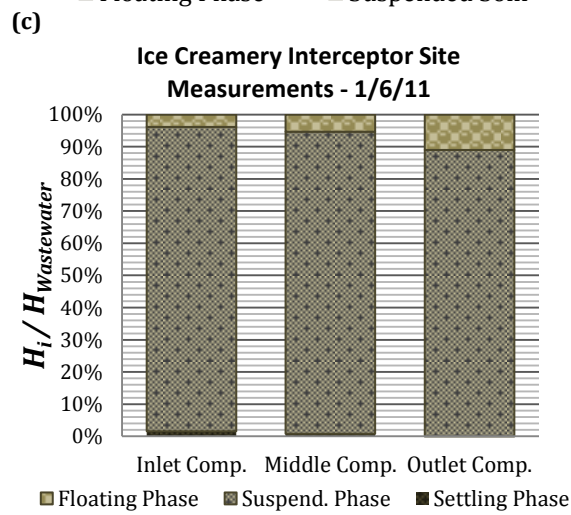 (c)
Ice Creamery Interceptor Site
Measurements - 1/6/11
100%
90%
80%
70%
60%
50%
40%
30%
20%
10%
0%
Hi / HWastewater
Inlet Comp. Middle Comp. Outlet Comp.
Floating Phase Suspend. Phase Settling Phase